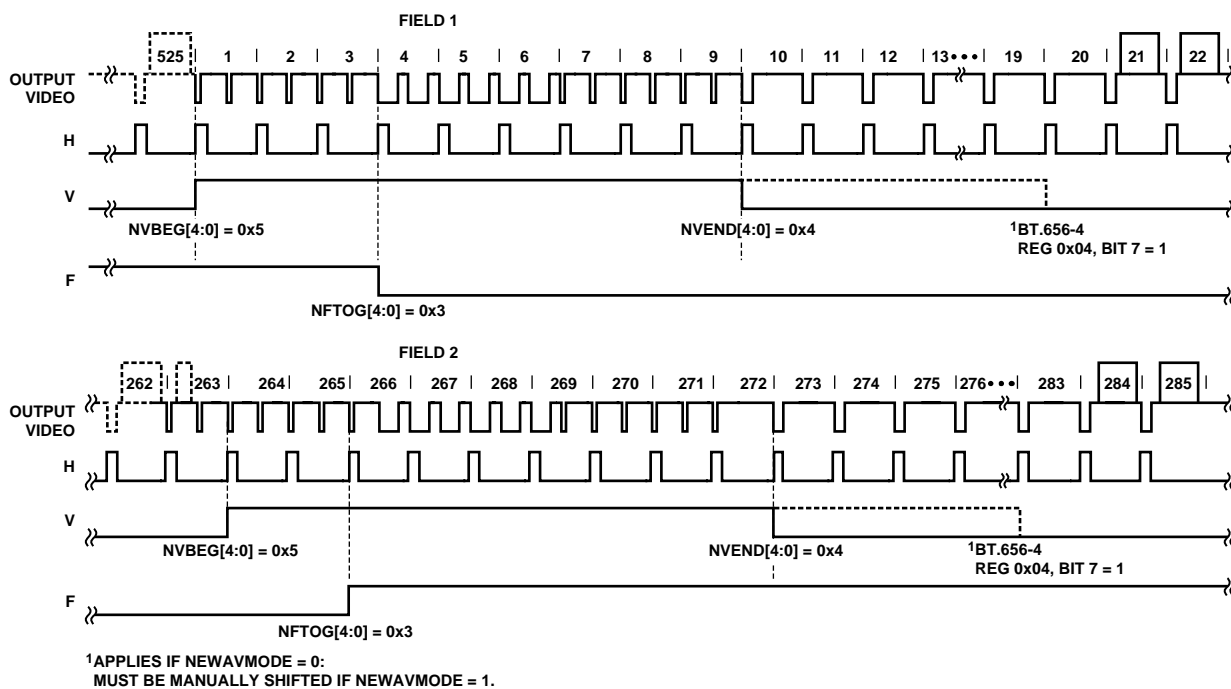 FIELD 1
525 1 2 3 4 5 6 7 8 9 10 11 12 13••• 19 20 21 22
OUTPUT
VIDEO
H
V
NVBEG[4:0] = 0x5 NVEND[4:0] = 0x4 1BT.656-4
REG 0x04, BIT 7 = 1
F
NFTOG[4:0] = 0x3
FIELD 2
262 263 264 265 266 267 268 269 270 271 272 273 274 275 276••• 283 284 285
OUTPUT
VIDEO
H
V
NVBEG[4:0] = 0x5 NVEND[4:0] = 0x4 1BT.656-4
REG 0x04, BIT 7 = 1
F
NFTOG[4:0] = 0x3
1APPLIES IF NEWAVMODE = 0:
MUST BE MANUALLY SHIFTED IF NEWAVMODE = 1.